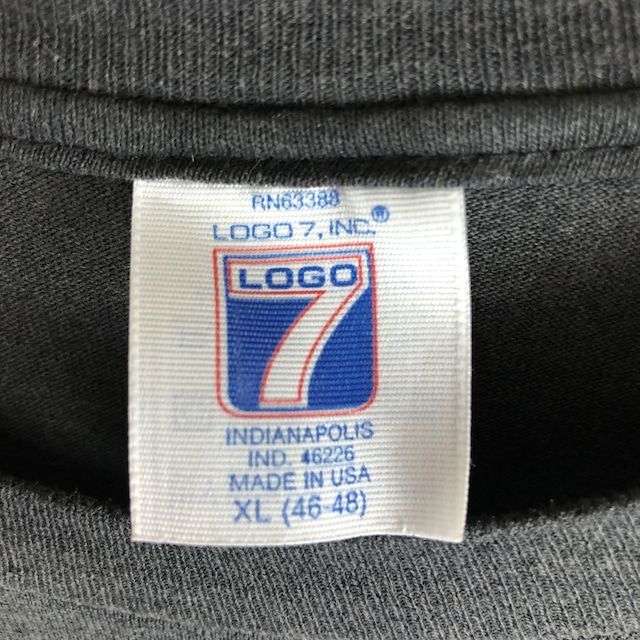 RN63388
LOGO 7, INC.®
LOGO
7
INDIANAPOLIS
IND. 46226
MADE IN USA
XL (46-48)